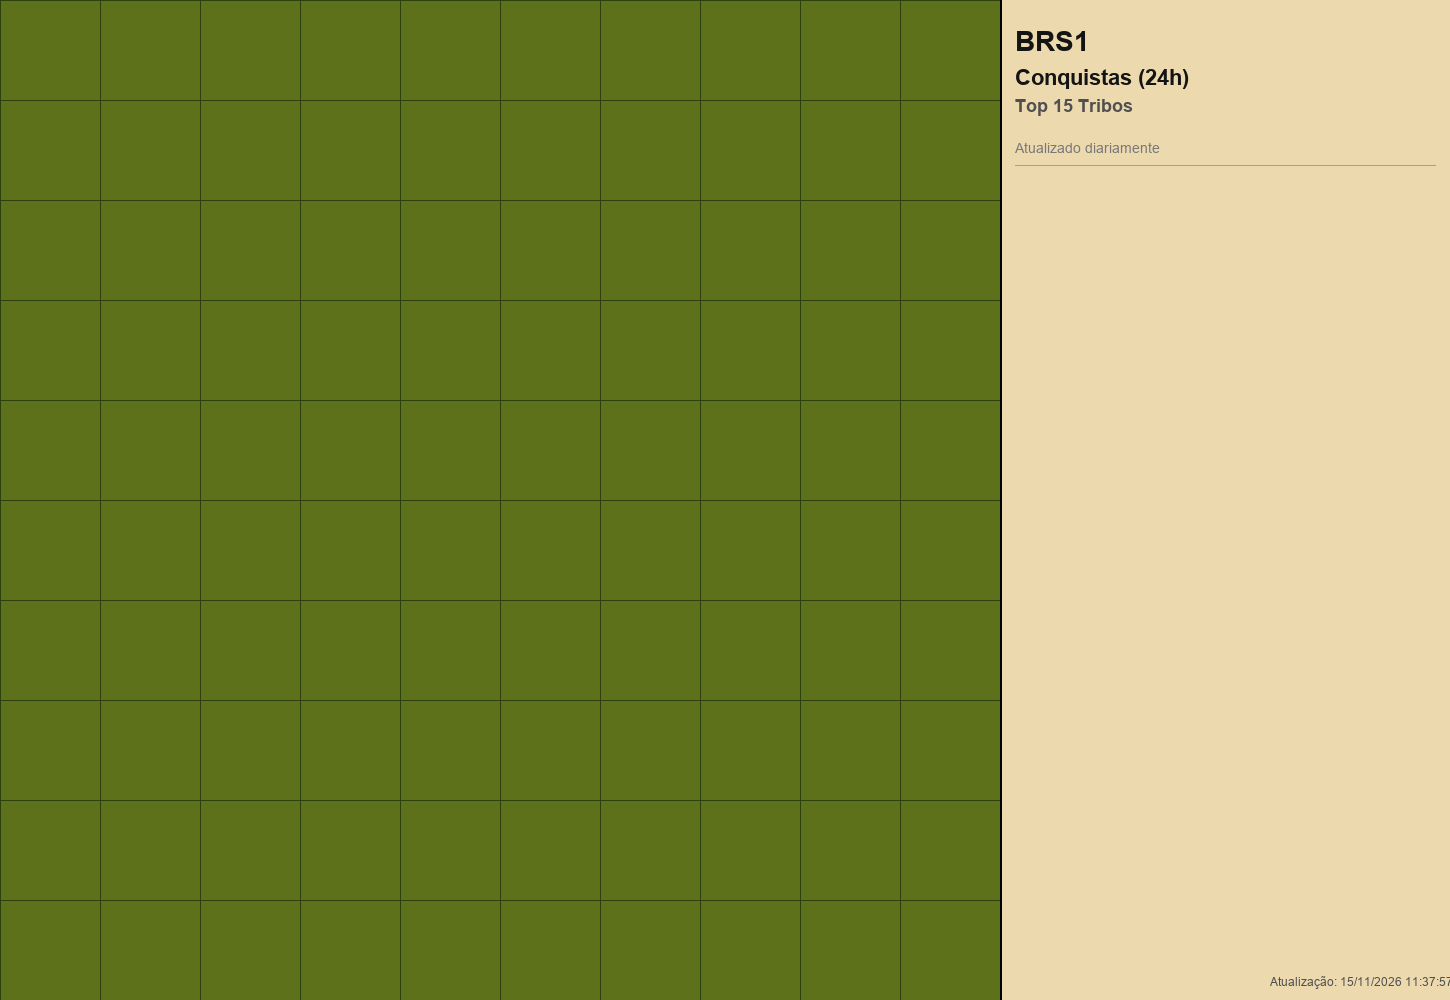 BRS1
Conquistas (24h)
Top 15 Tribos
Atualizado diariamente
Atualização: 15/11/2026 11:37:57